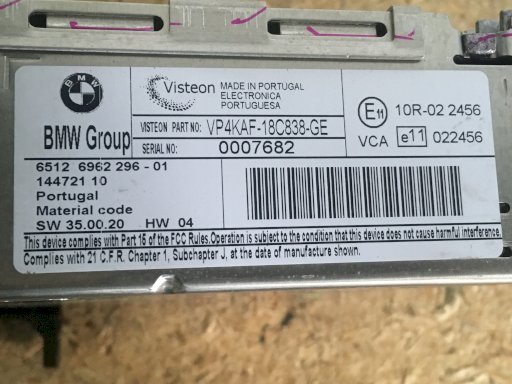 BMW
BMW Group
Visteon
MADE IN PORTUGAL
ELECTRONICA
PORTUGUESA
VISTEON PART NO: VP4KAF-18C838-GE
SERIAL NO: 0007682
E11 10R-02 2456
VCA e11 022456
6512 6962 296 - 01
144721 10
Portugal
Material code
SW 35.00.20 HW 04
This device complies with Part 15 of the FCC Rules.Operation is subject to the condition that this device does not cause harmful interference.
Complies with 21 C.F.R. Chapter 1, Subchapter J, at the date of manufacture shown.